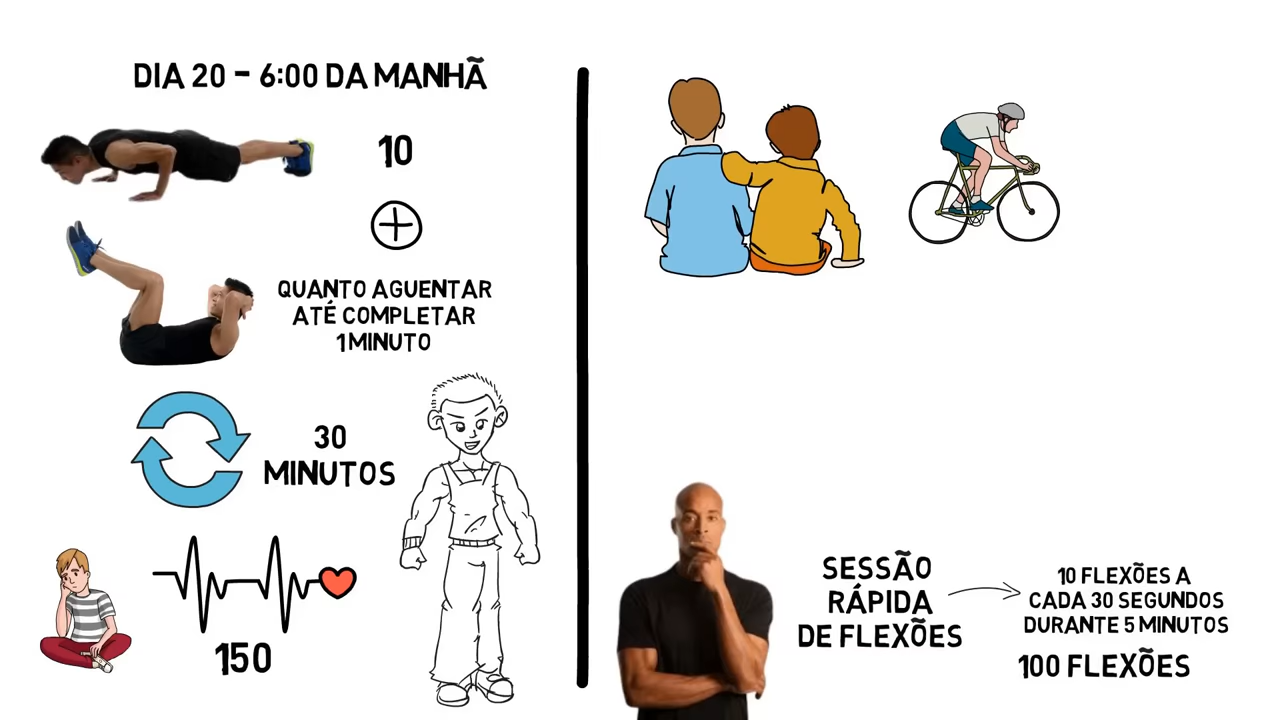 DIA 20 - 6:00 DA MANHÃ
10
QUANTO AGUENTAR
ATÉ COMPLETAR
1 MINUTO
30
MINUTOS
150
SESSÃO
RÁPIDA
DE FLEXÕES
10 FLEXÕES A
CADA 30 SEGUNDOS
DURANTE 5 MINUTOS
100 FLEXÕES